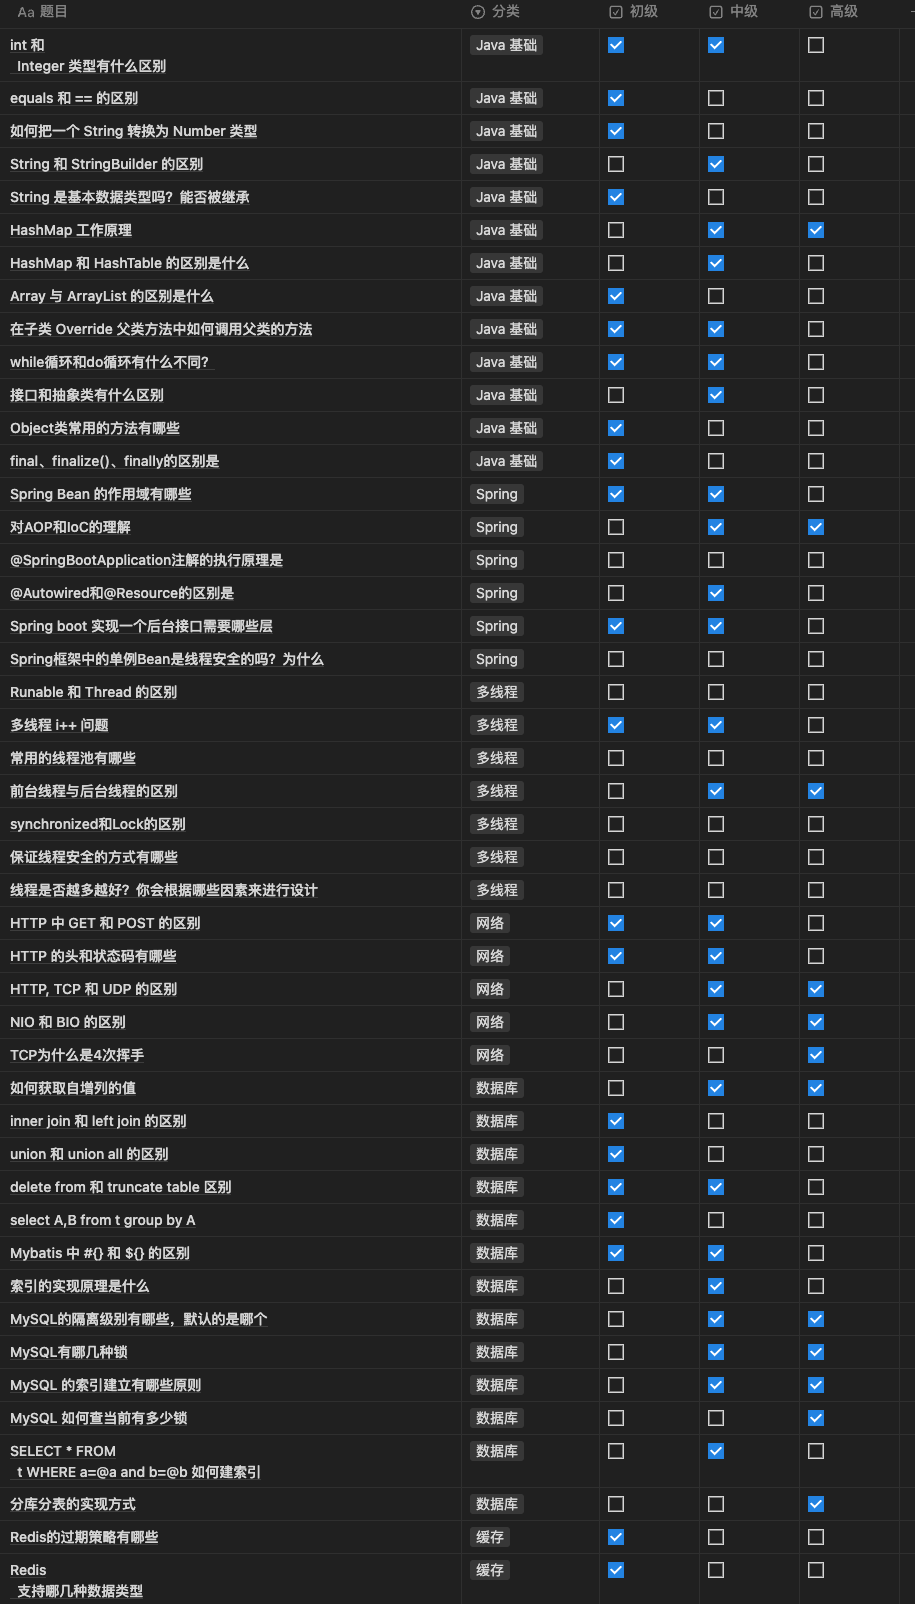 Aa 题目 分类 初级 中级 高级
int 和 Java 基础
Integer 类型有什么区别
equals 和 == 的区别 Java 基础
如何把一个 String 转换为 Number 类型 Java 基础
String 和 StringBuilder 的区别 Java 基础
String 是基本数据类型吗？能否被继承 Java 基础
HashMap 工作原理 Java 基础
HashMap 和 HashTable 的区别是什么 Java 基础
Array 与 ArrayList 的区别是什么 Java 基础
在子类 Override 父类方法中如何调用父类的方法 Java 基础
while循环和do循环有什么不同？ Java 基础
接口和抽象类有什么区别 Java 基础
Object类常用的方法有哪些 Java 基础
final、finalize()、finally的区别是 Java 基础
Spring Bean 的作用域有哪些 Spring
对AOP和IoC的理解 Spring
@SpringBootApplication注解的执行原理是 Spring
@Autowired和@Resource的区别是 Spring
Spring boot 实现一个后台接口需要哪些层 Spring
Spring框架中的单例Bean是线程安全的吗？为什么 Spring
Runable 和 Thread 的区别 多线程
多线程 i++ 问题 多线程
常用的线程池有哪些 多线程
前台线程与后台线程的区别 多线程
synchronized和Lock的区别 多线程
保证线程安全的方式有哪些 多线程
线程是否越多越好？你会根据哪些因素来进行设计 多线程
HTTP 中 GET 和 POST 的区别 网络
HTTP 的头和状态码有哪些 网络
HTTP, TCP 和 UDP 的区别 网络
NIO 和 BIO 的区别 网络
TCP为什么是4次挥手 网络
如何获取自增列的值 数据库
inner join 和 left join 的区别 数据库
union 和 union all 的区别 数据库
delete from 和 truncate table 区别 数据库
select A,B from t group by A 数据库
Mybatis 中 #{} 和 ${} 的区别 数据库
索引的实现原理是什么 数据库
MySQL的隔离级别有哪些，默认的是哪个 数据库
MySQL有哪几种锁 数据库
MySQL 的索引建立有哪些原则 数据库
MySQL 如何查当前有多少锁 数据库
SELECT * FROM 数据库
t WHERE a=@a and b=@b 如何建索引
分库分表的实现方式 数据库
Redis的过期策略有哪些 缓存
Redis 缓存
支持哪几种数据类型